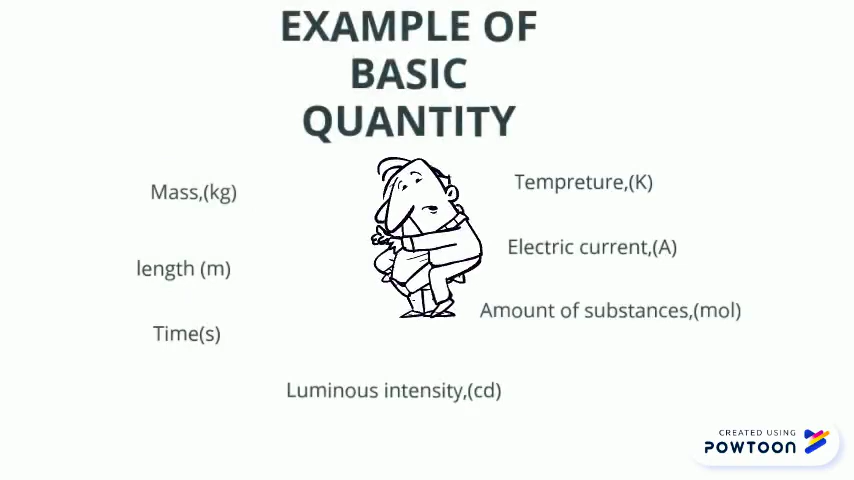 EXAMPLE OF
BASIC
QUANTITY
Mass,(kg)
Tempreture,(K)
length (m)
Electric current,(A)
Time(s)
Amount of substances,(mol)
Luminous intensity,(cd)
CREATED USING
POWTOON